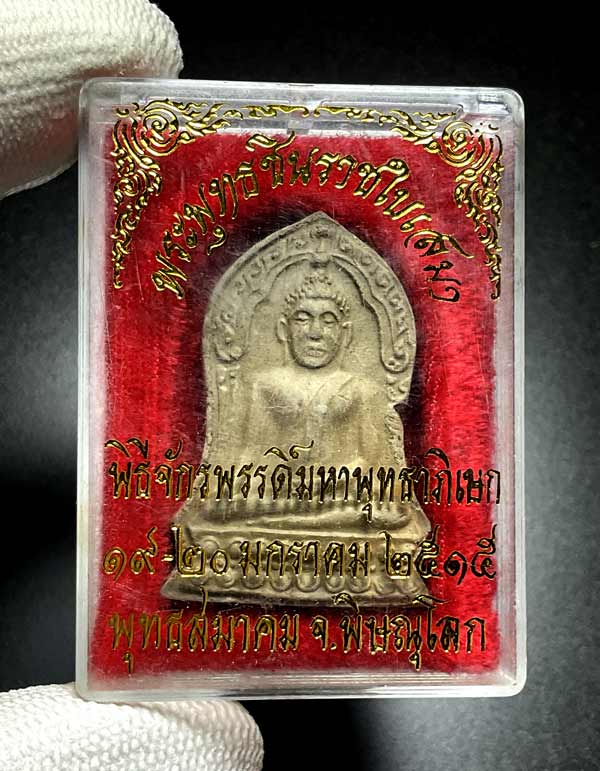 พระพุทธชินราชใบเสมา
พิธีจักรพรรดิ์มหาพุทธาภิเษก
๑๙-๒๐ มกราคม ๒๕๑๕
พุทธสมาคม จ.พิษณุโลก